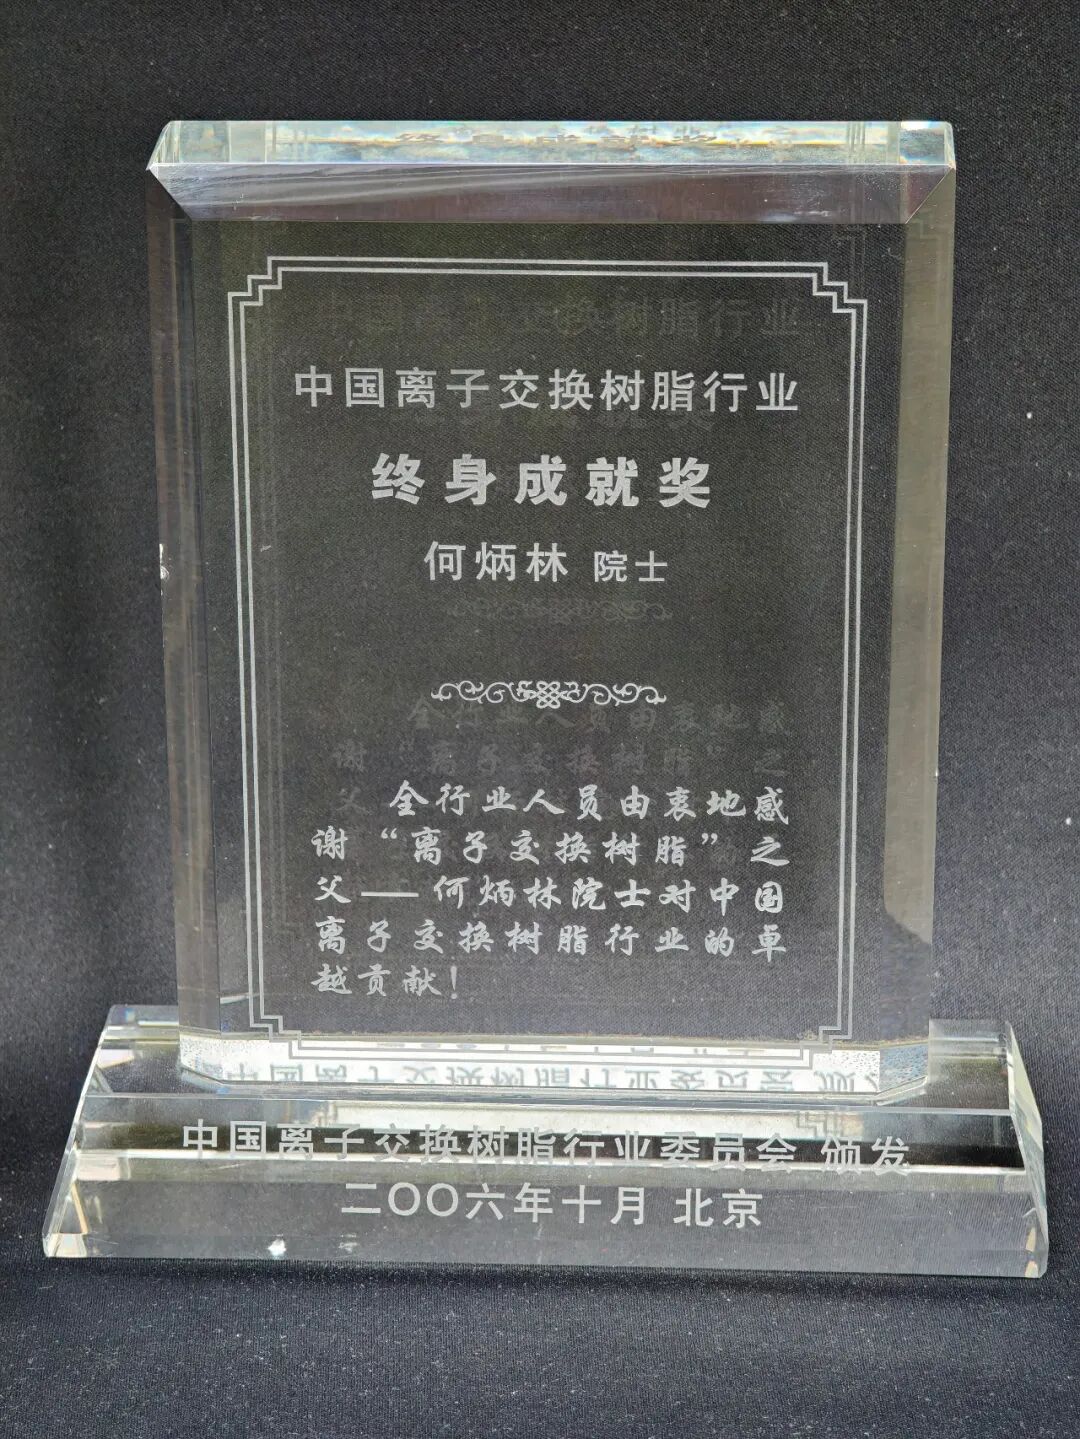 中国离子交换树脂行业
终身成就奖
何炳林 院士
全行业人员由衷地感
谢“离子交换树脂”之
父——何炳林院士对中国
离子交换树脂行业的卓
越贡献!
中国离子交换树脂行业委员会 颁发
二〇〇六年十月 北京